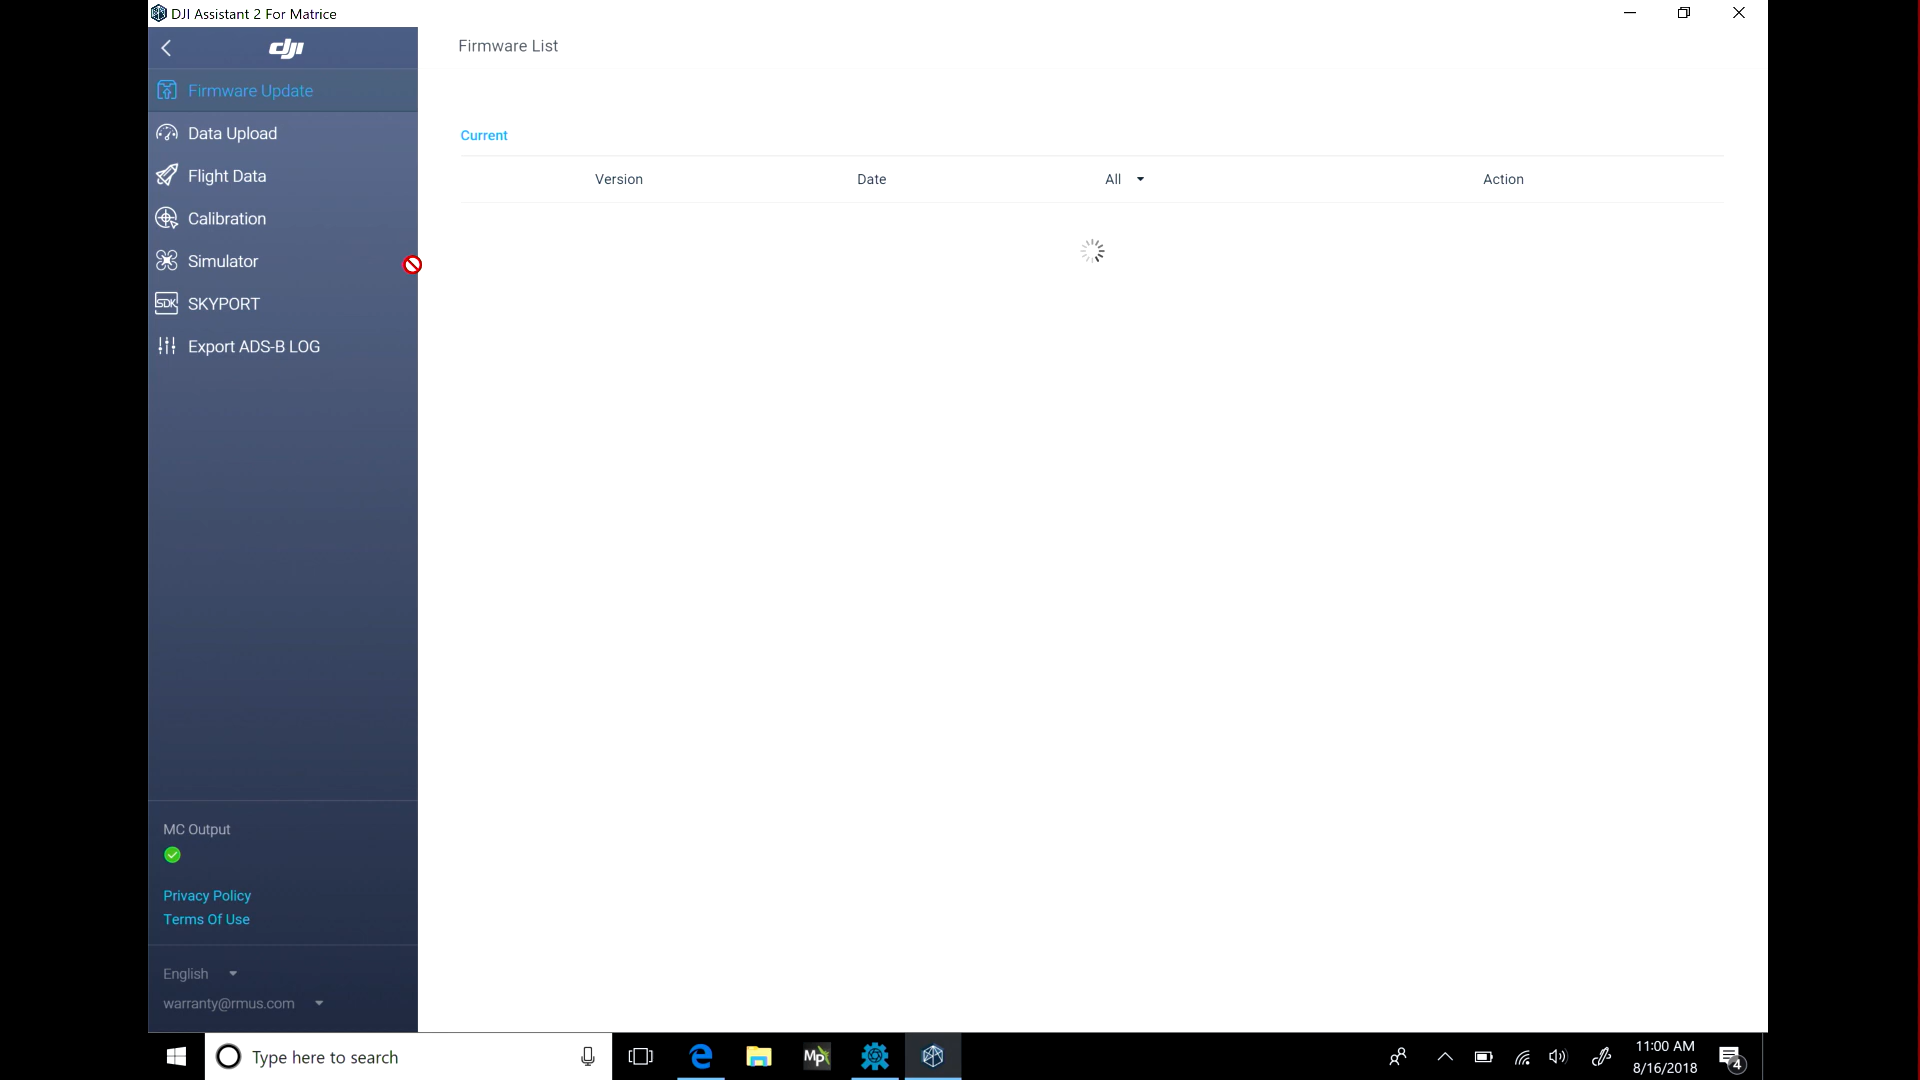 DJI Assistant 2 For Matrice
dji
Firmware List
Firmware Update
Data Upload
Flight Data
Calibration
Simulator
SDK SKYPORT
Export ADS-B LOG
Current
Version Date All Action
MC Output
Privacy Policy
Terms Of Use
English
warranty@rmus.com
Type here to search
Mp
11:00 AM
8/16/2018
4